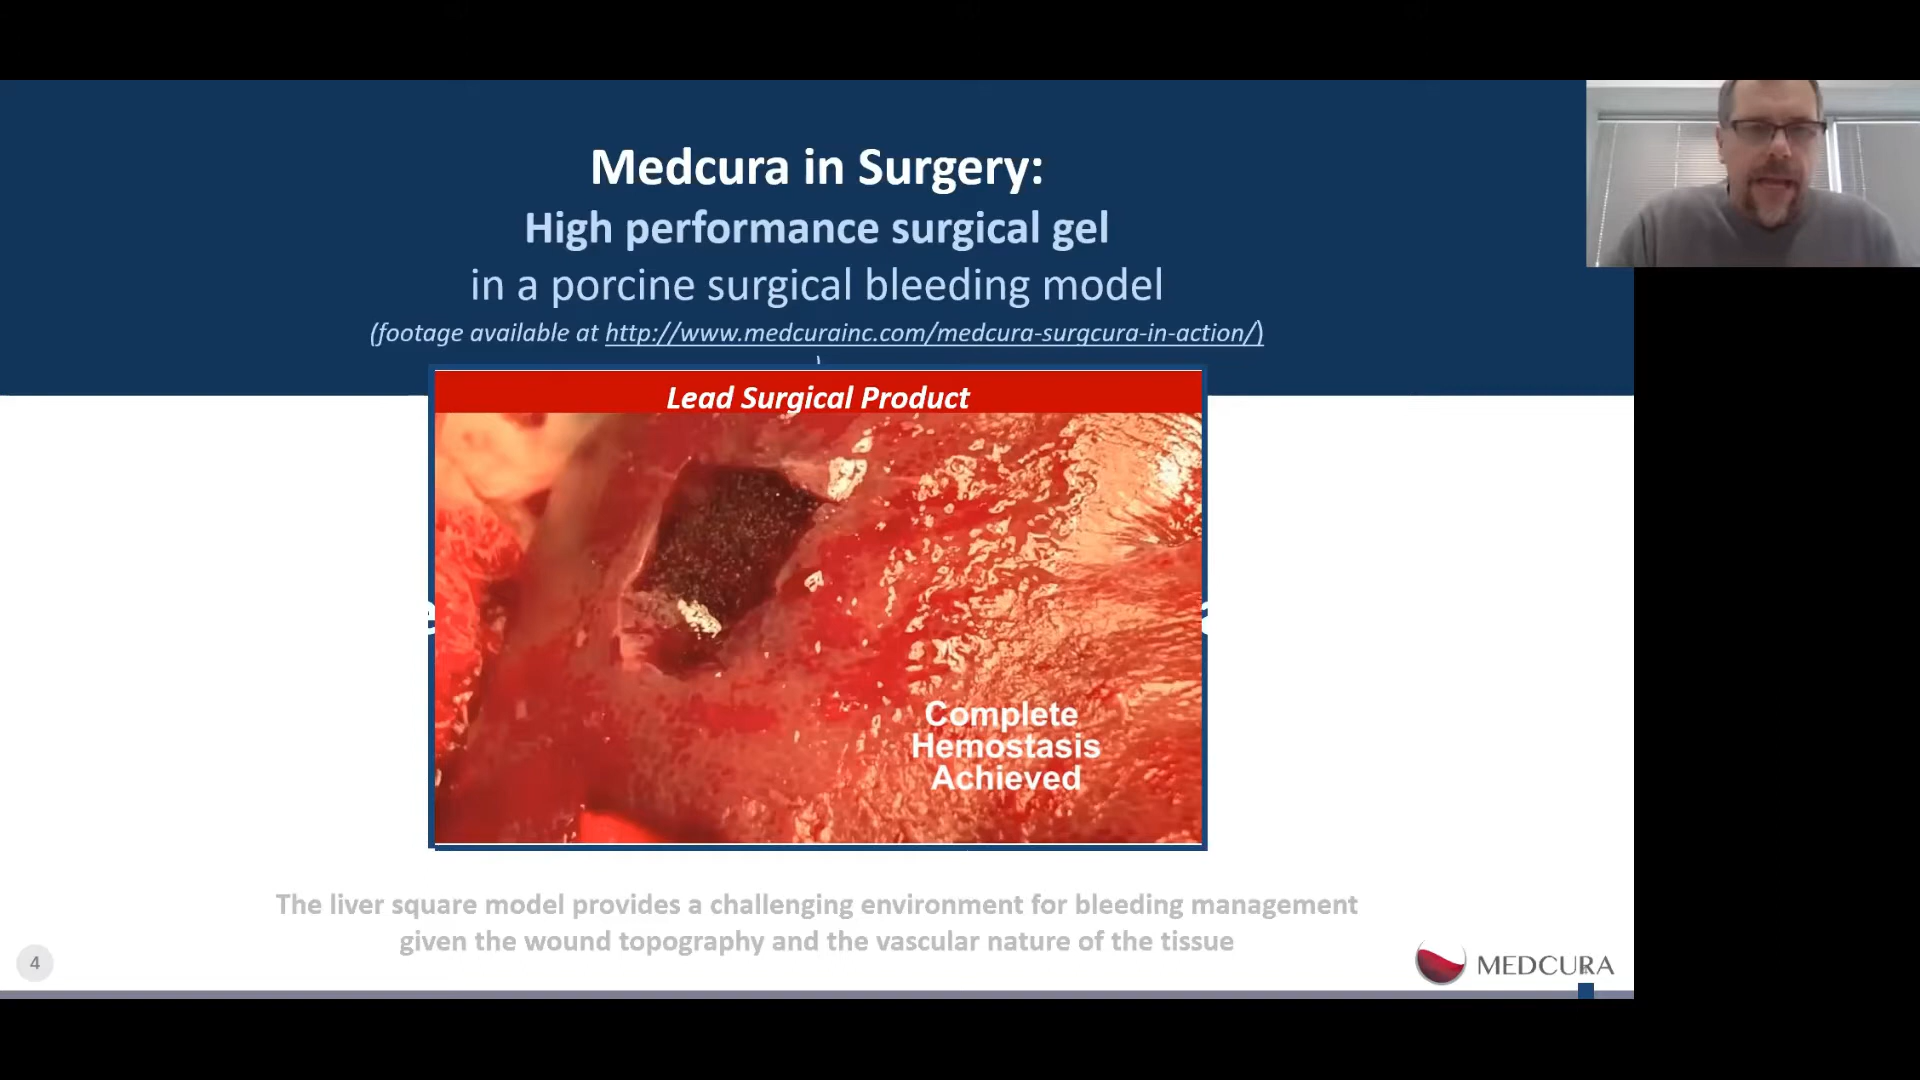 Medcura in Surgery:
High performance surgical gel
in a porcine surgical bleeding model
(footage available at http://www.medcurainc.com/medcura-surgcura-in-action/)
Lead Surgical Product
Complete
Hemostasis
Achieved
The liver square model provides a challenging environment for bleeding management
given the wound topography and the vascular nature of the tissue
4
MEDCURA